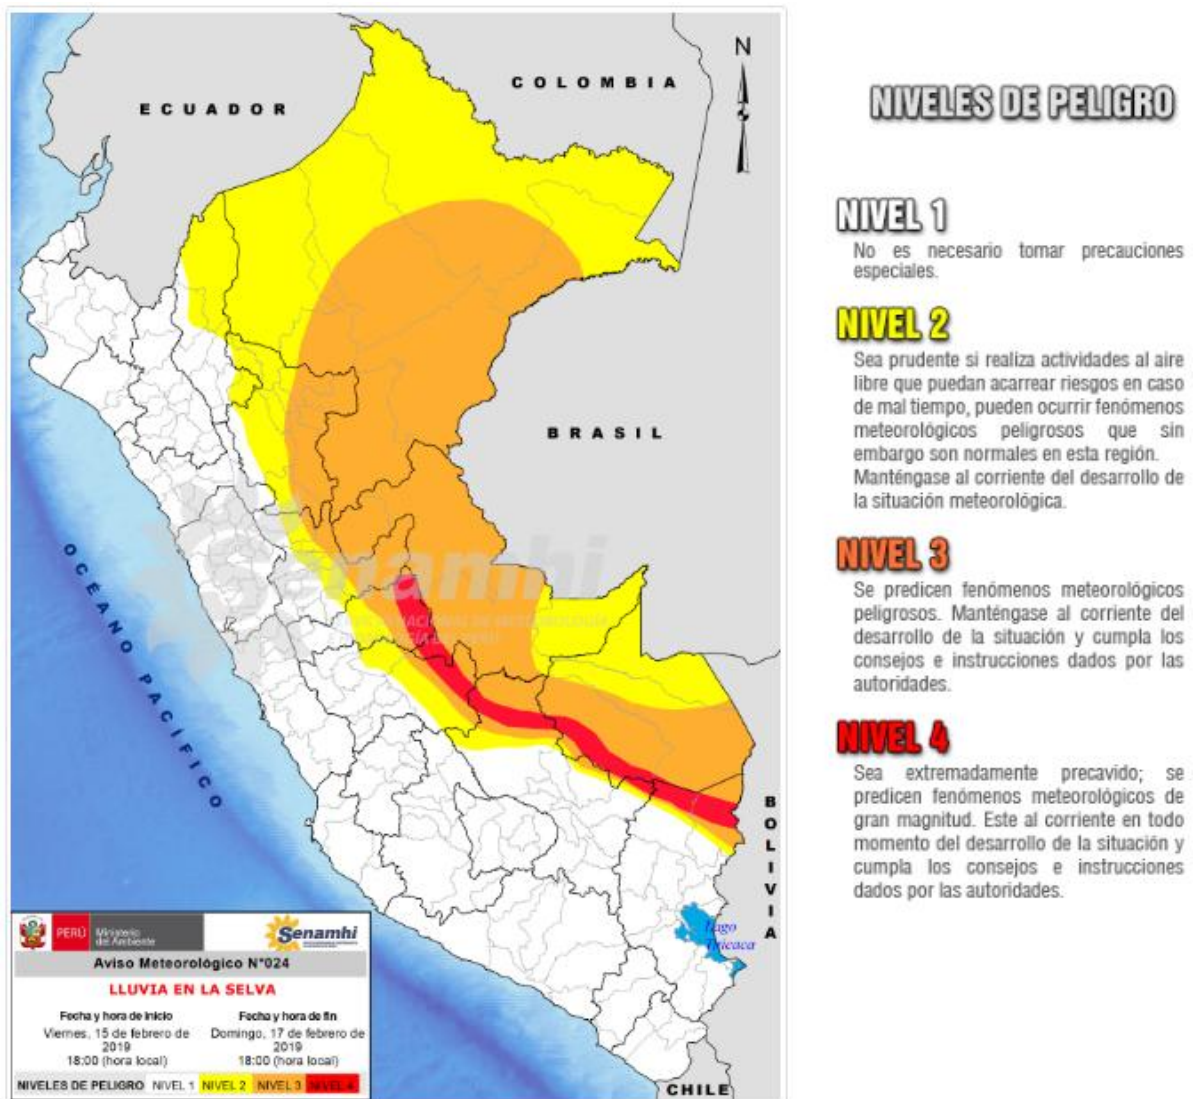 ECUADOR
COLOMBIA
N
BRASIL
OCÉANO PACÍFICO
BOLIVIA
Lago
Titicaca
CHILE
Senamhi
PERÚ
Ministerio
del Ambiente
Senamhi
Aviso Meteorológico N°024
LLUVIA EN LA SELVA
Fecha y hora de inicio
Viernes, 15 de febrero de
2019
18:00 (hora local)
Fecha y hora de fin
Domingo, 17 de febrero de
2019
18:00 (hora local)
NIVELES DE PELIGRO NIVEL 1 NIVEL 2 NIVEL 3 NIVEL 4
NIVELES DE PELIGRO
NIVEL 1
No es necesario tomar precauciones
especiales.
NIVEL 2
Sea prudente si realiza actividades al aire
libre que puedan acarrear riesgos en caso
de mal tiempo, pueden ocurrir fenómenos
meteorológicos peligrosos que sin
embargo son normales en esta región.
Manténgase al corriente del desarrollo de
la situación meteorológica.
NIVEL 3
Se predicen fenómenos meteorológicos
peligrosos. Manténgase al corriente del
desarrollo de la situación y cumpla los
consejos e instrucciones dados por las
autoridades.
NIVEL 4
Sea extremadamente precavido; se
predicen fenómenos meteorológicos de
gran magnitud. Este al corriente en todo
momento del desarrollo de la situación y
cumpla los consejos e instrucciones
dados por las autoridades.